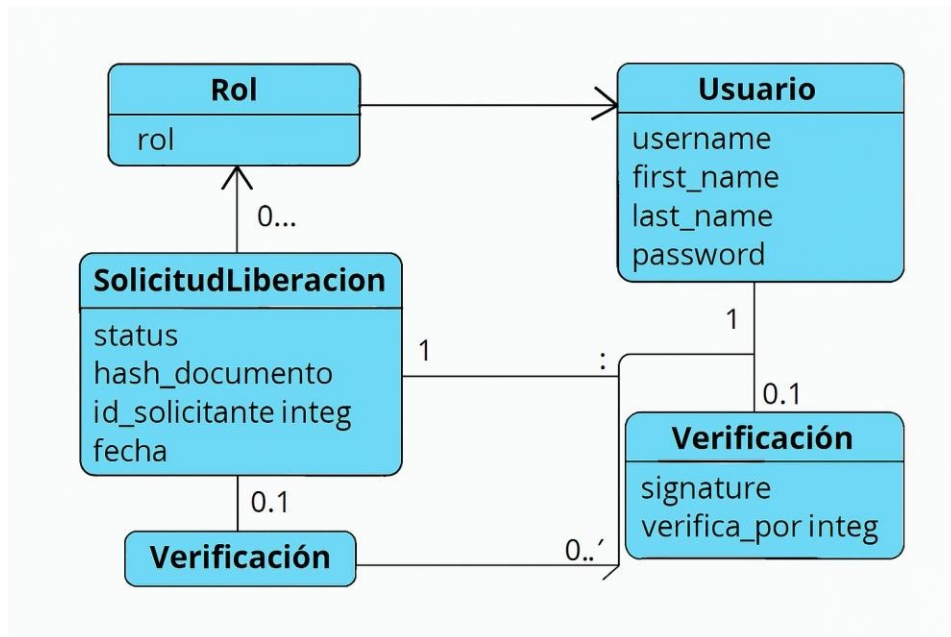 Rol
rol
Usuario
username
first_name
last_name
password
0...
SolicitudLiberacion
status
hash_documento
id_solicitante integ
fecha
1
:
1
0.1
Verificación
signature
verifica_por integ
0.1
Verificación
0..′